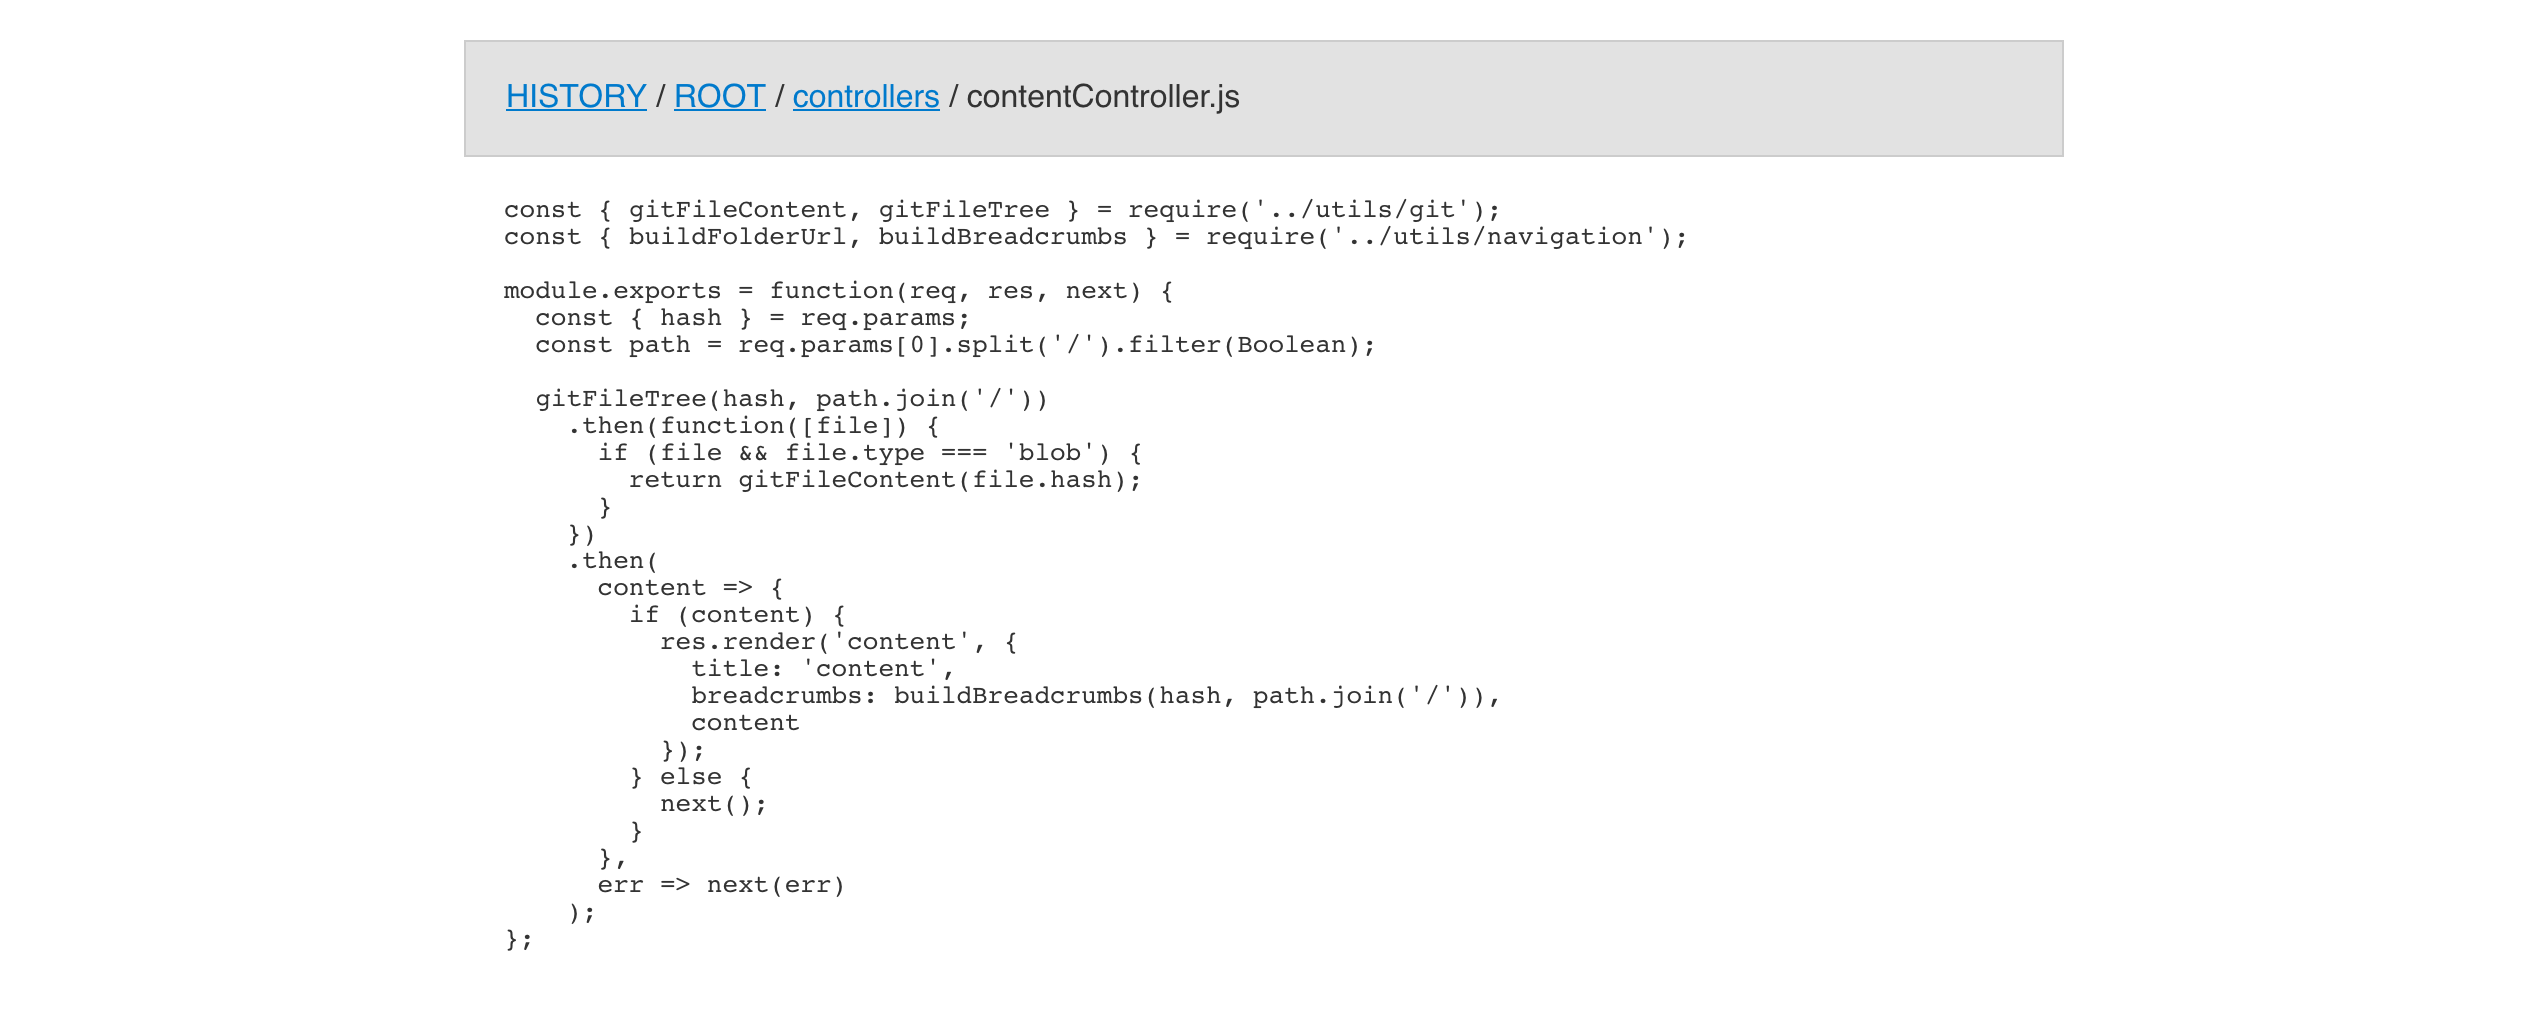 HISTORY / ROOT / controllers / contentController.js
const { gitFileContent, gitFileTree } = require('../utils/git');
const { buildFolderUrl, buildBreadcrumbs } = require('../utils/navigation');

module.exports = function(req, res, next) {
  const { hash } = req.params;
  const path = req.params[0].split('/').filter(Boolean);

  gitFileTree(hash, path.join('/'))
    .then(function([file]) {
      if (file && file.type === 'blob') {
        return gitFileContent(file.hash);
      }
    })
    .then(
      content => {
        if (content) {
          res.render('content', {
            title: 'content',
            breadcrumbs: buildBreadcrumbs(hash, path.join('/')),
            content
          });
        } else {
          next();
        }
      },
      err => next(err)
    );
};